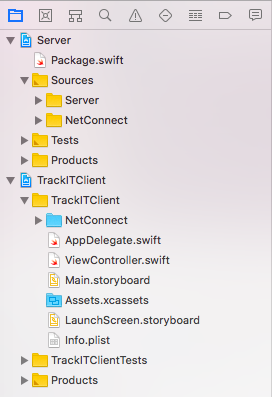 Server
Package.swift
Sources
Server
NetConnect
Tests
Products
TrackITClient
TrackITClient
NetConnect
AppDelegate.swift
ViewController.swift
Main.storyboard
Assets.xcassets
LaunchScreen.storyboard
Info.plist
TrackITClientTests
Products